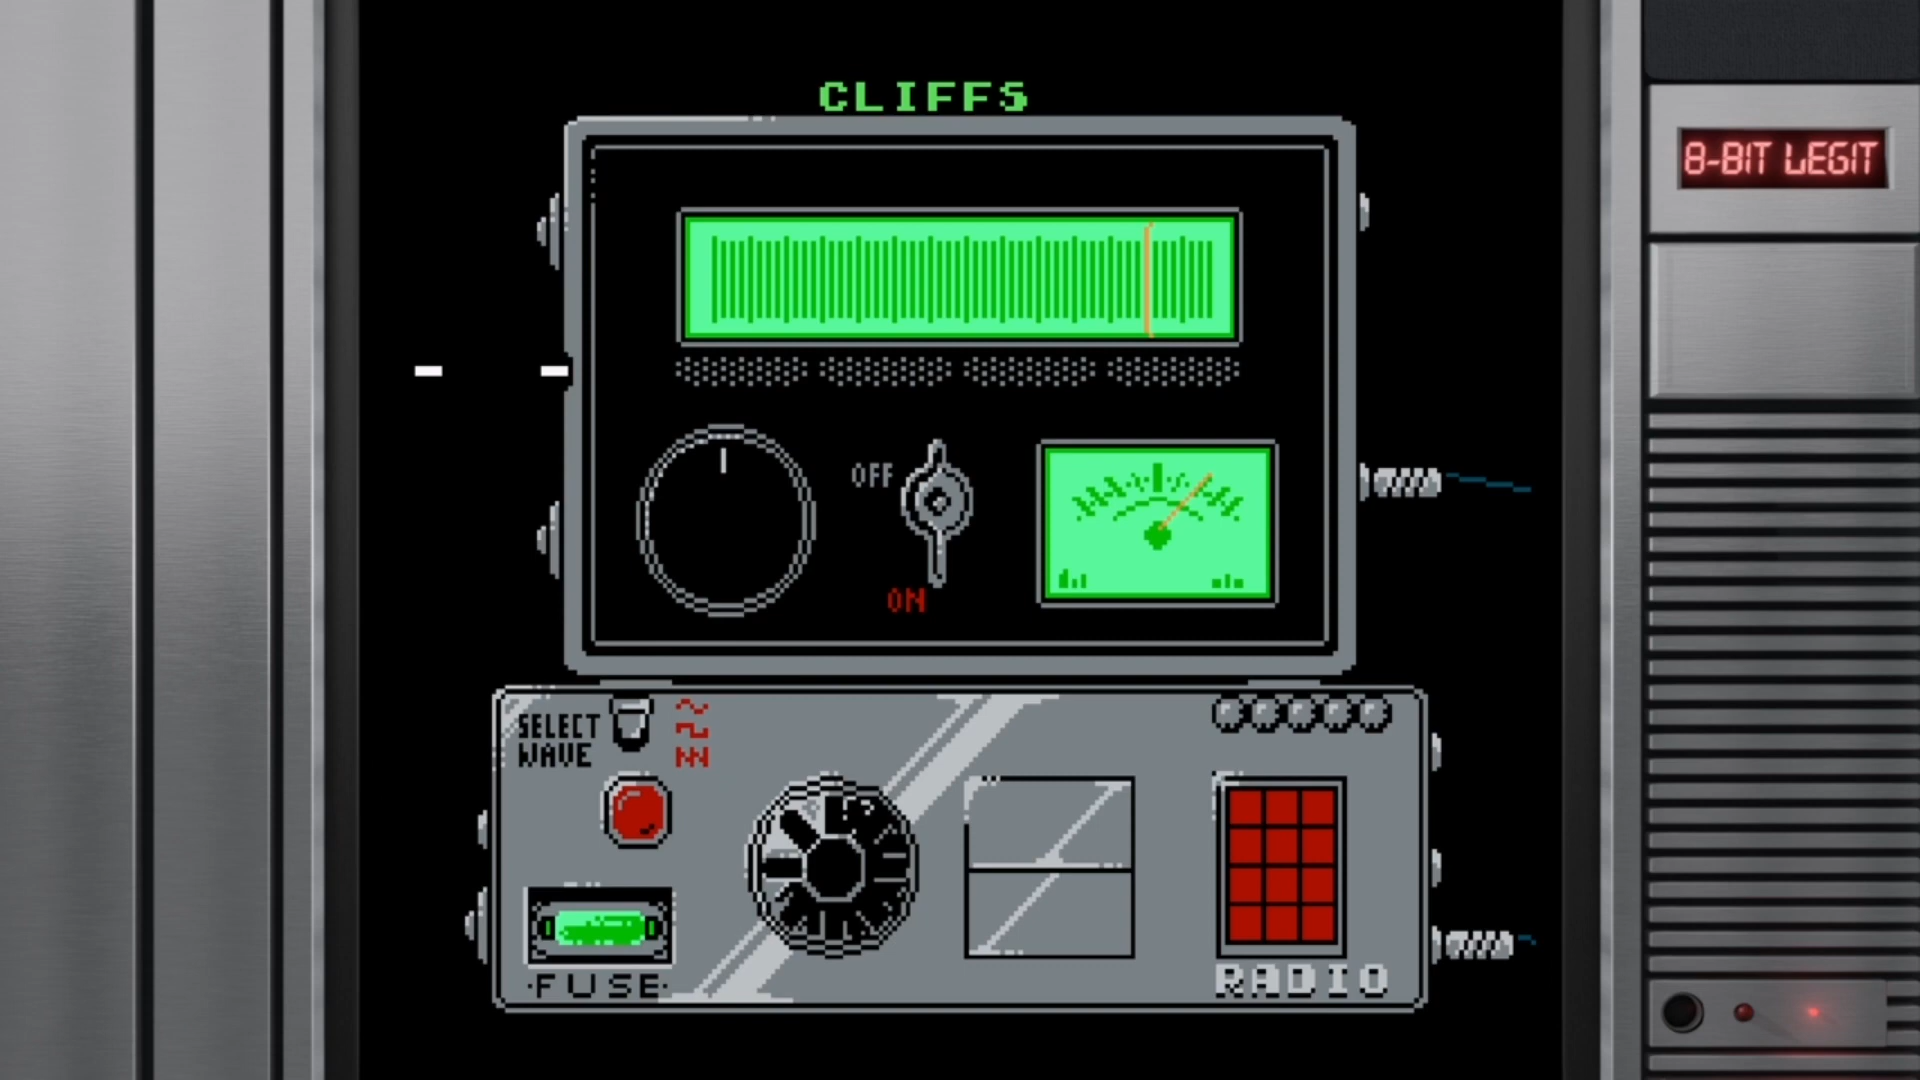 CLIFFS
8-BIT LEGIT
OFF
ON
SELECT
WAVE
·FUSE·
RADIO